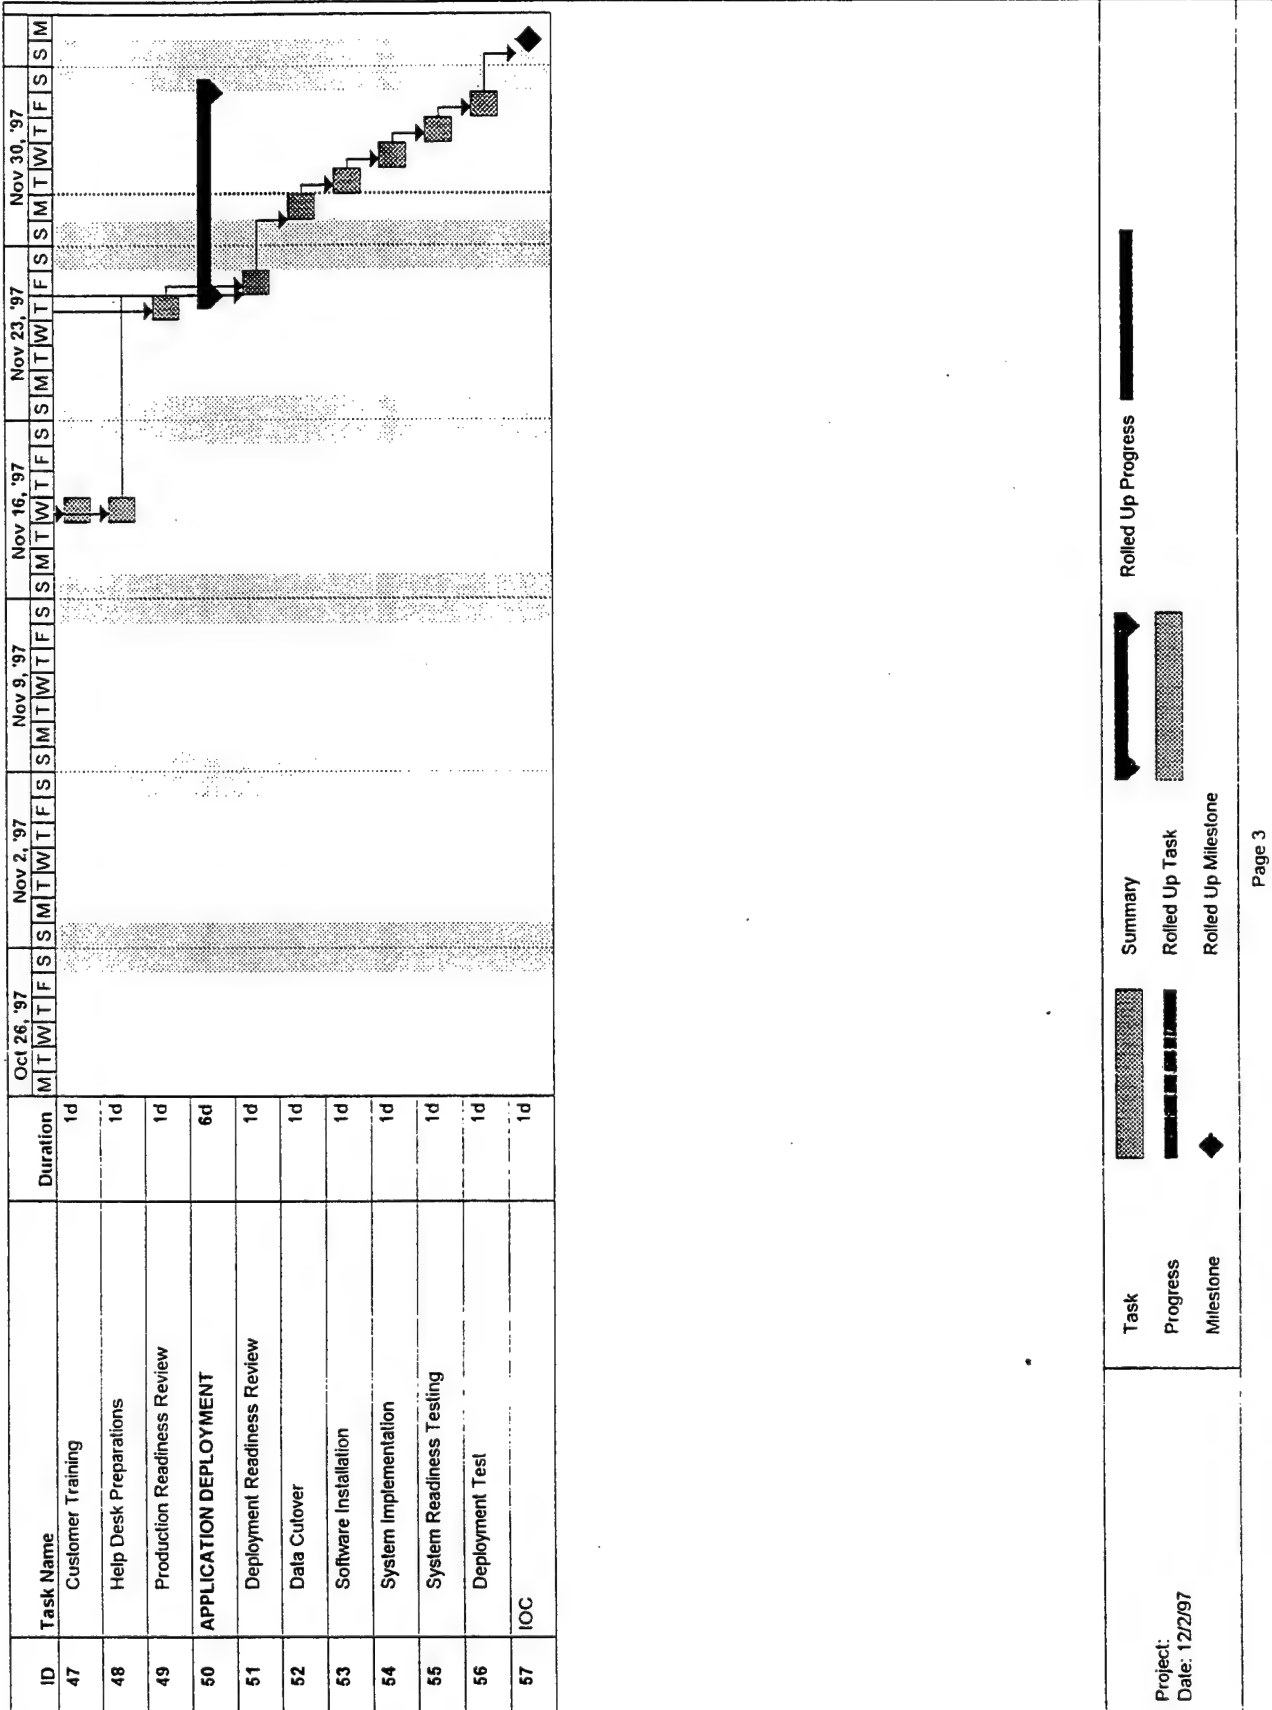 ID Task Name Duration Oct 26, '97 Nov 2, '97 Nov 9, '97 Nov 16, '97 Nov 23, '97 Nov 30, '97
M T W T F S S M T W T F S S M T W T F S S M T W T F S S M T W T F S S M T W T F S S M
47 Customer Training 1d
48 Help Desk Preparations 1d
49 Production Readiness Review 1d
50 APPLICATION DEPLOYMENT 6d
51 Deployment Readiness Review 1d
52 Data Cutover 1d
53 Software Installation 1d
54 System Implementation 1d
55 System Readiness Testing 1d
56 Deployment Test 1d
57 IOC 1d
Project:
Date: 12/2/97
Task Summary Rolled Up Progress
Progress Rolled Up Task
Milestone Rolled Up Milestone
Page 3